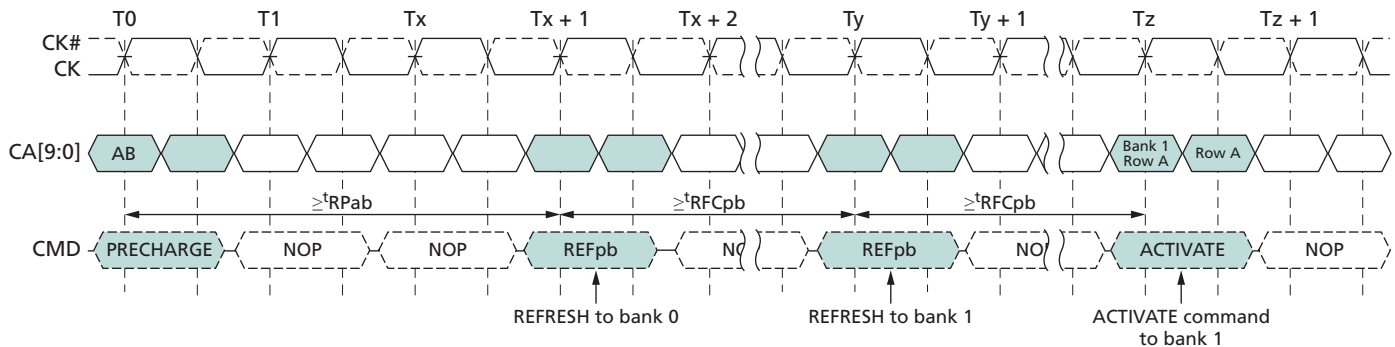 T0 T1 Tx Tx + 1 Tx + 2 Ty Ty + 1 Tz Tz + 1
CK#
CK
CA[9:0] AB Bank 1 Row A Row A
≥tRPab ≥tRFCpb ≥tRFCpb
CMD PRECHARGE NOP NOP REFpb NO REFpb NO ACTIVATE NOP
REFRESH to bank 0 REFRESH to bank 1 ACTIVATE command
to bank 1